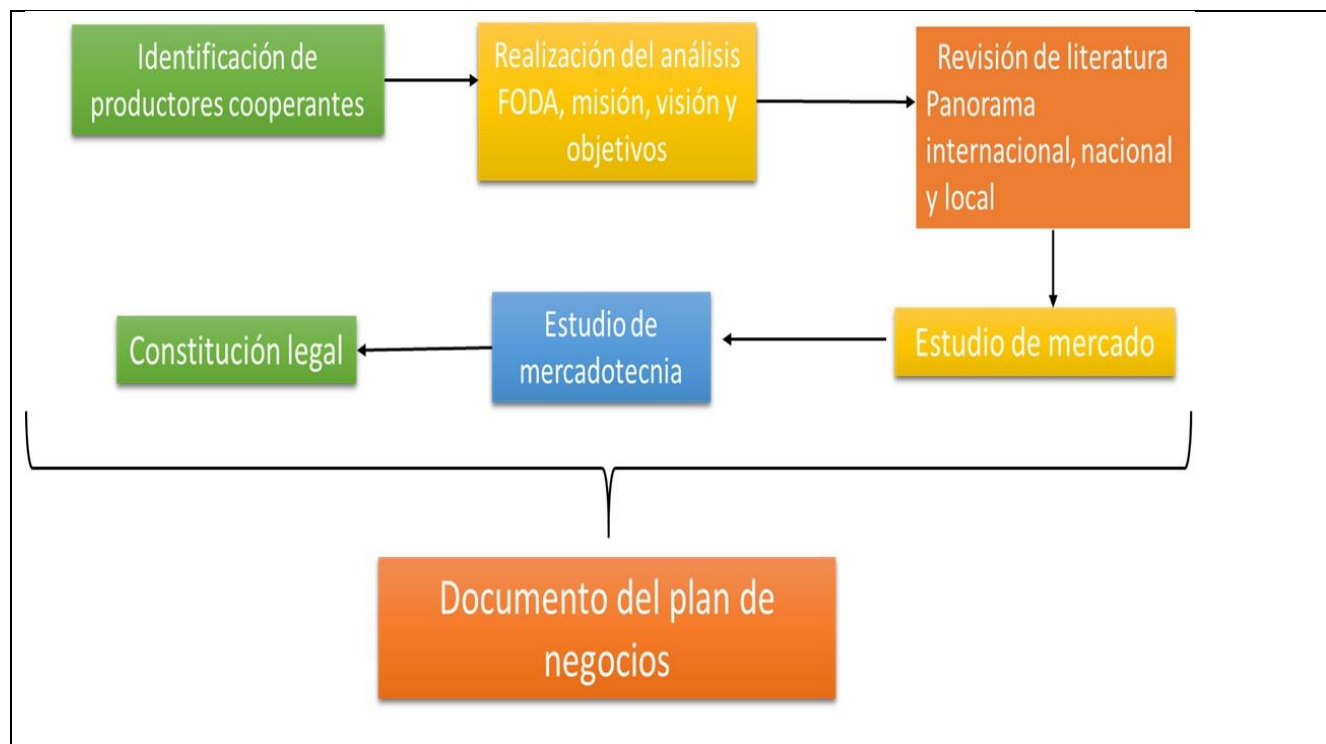 Identificación de
productores cooperantes
Realización del análisis
FODA, misión, visión y
objetivos
Revisión de literatura
Panorama
internacional, nacional
y local
Estudio de mercado
Estudio de
mercadotecnia
Constitución legal
Documento del plan de
negocios